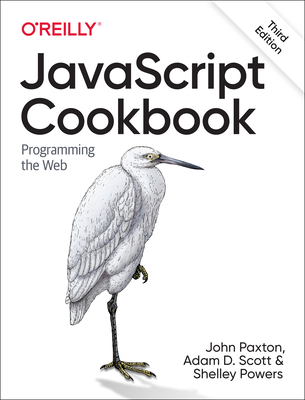 O'REILLY®
Third
Edition
JavaScript
Cookbook
Programming
the Web
John Paxton,
Adam D. Scott &
Shelley Powers